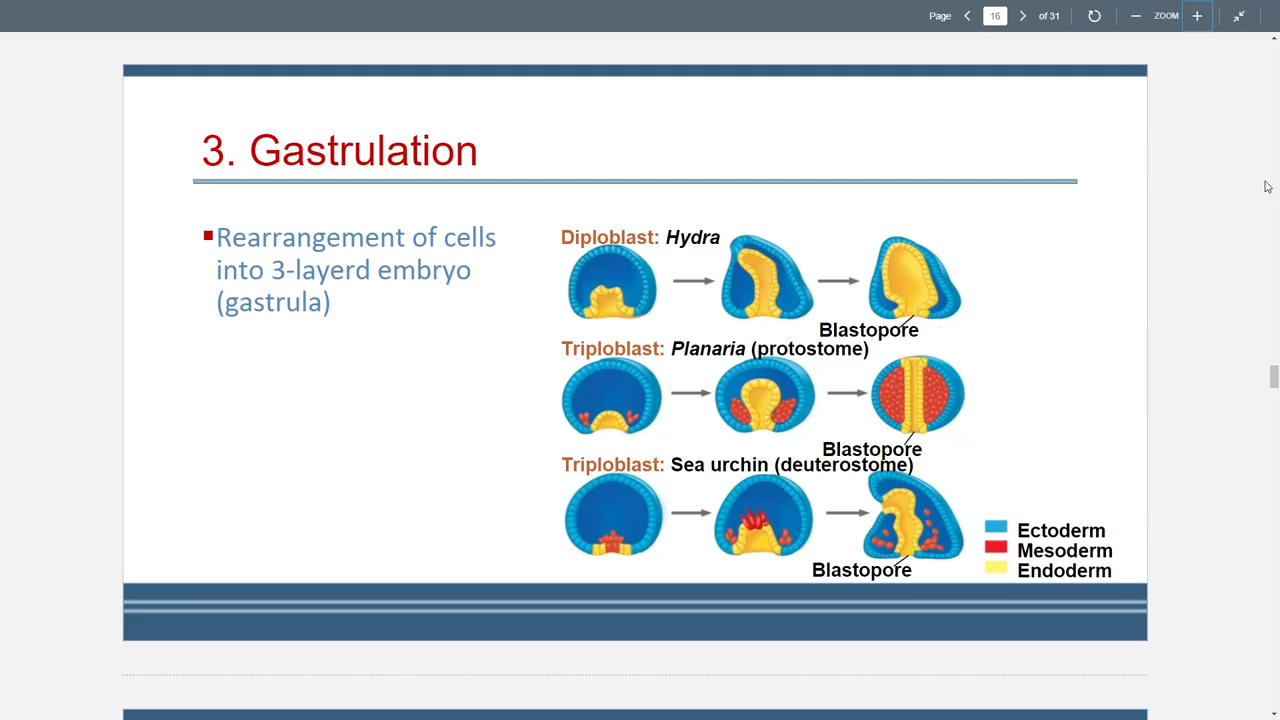 Page 16 of 31 ZOOM
3. Gastrulation
Rearrangement of cells
into 3-layerd embryo
(gastrula)
Diploblast: Hydra
Blastopore
Triploblast: Planaria (protostome)
Blastopore
Triploblast: Sea urchin (deuterostome)
Blastopore
Ectoderm
Mesoderm
Endoderm